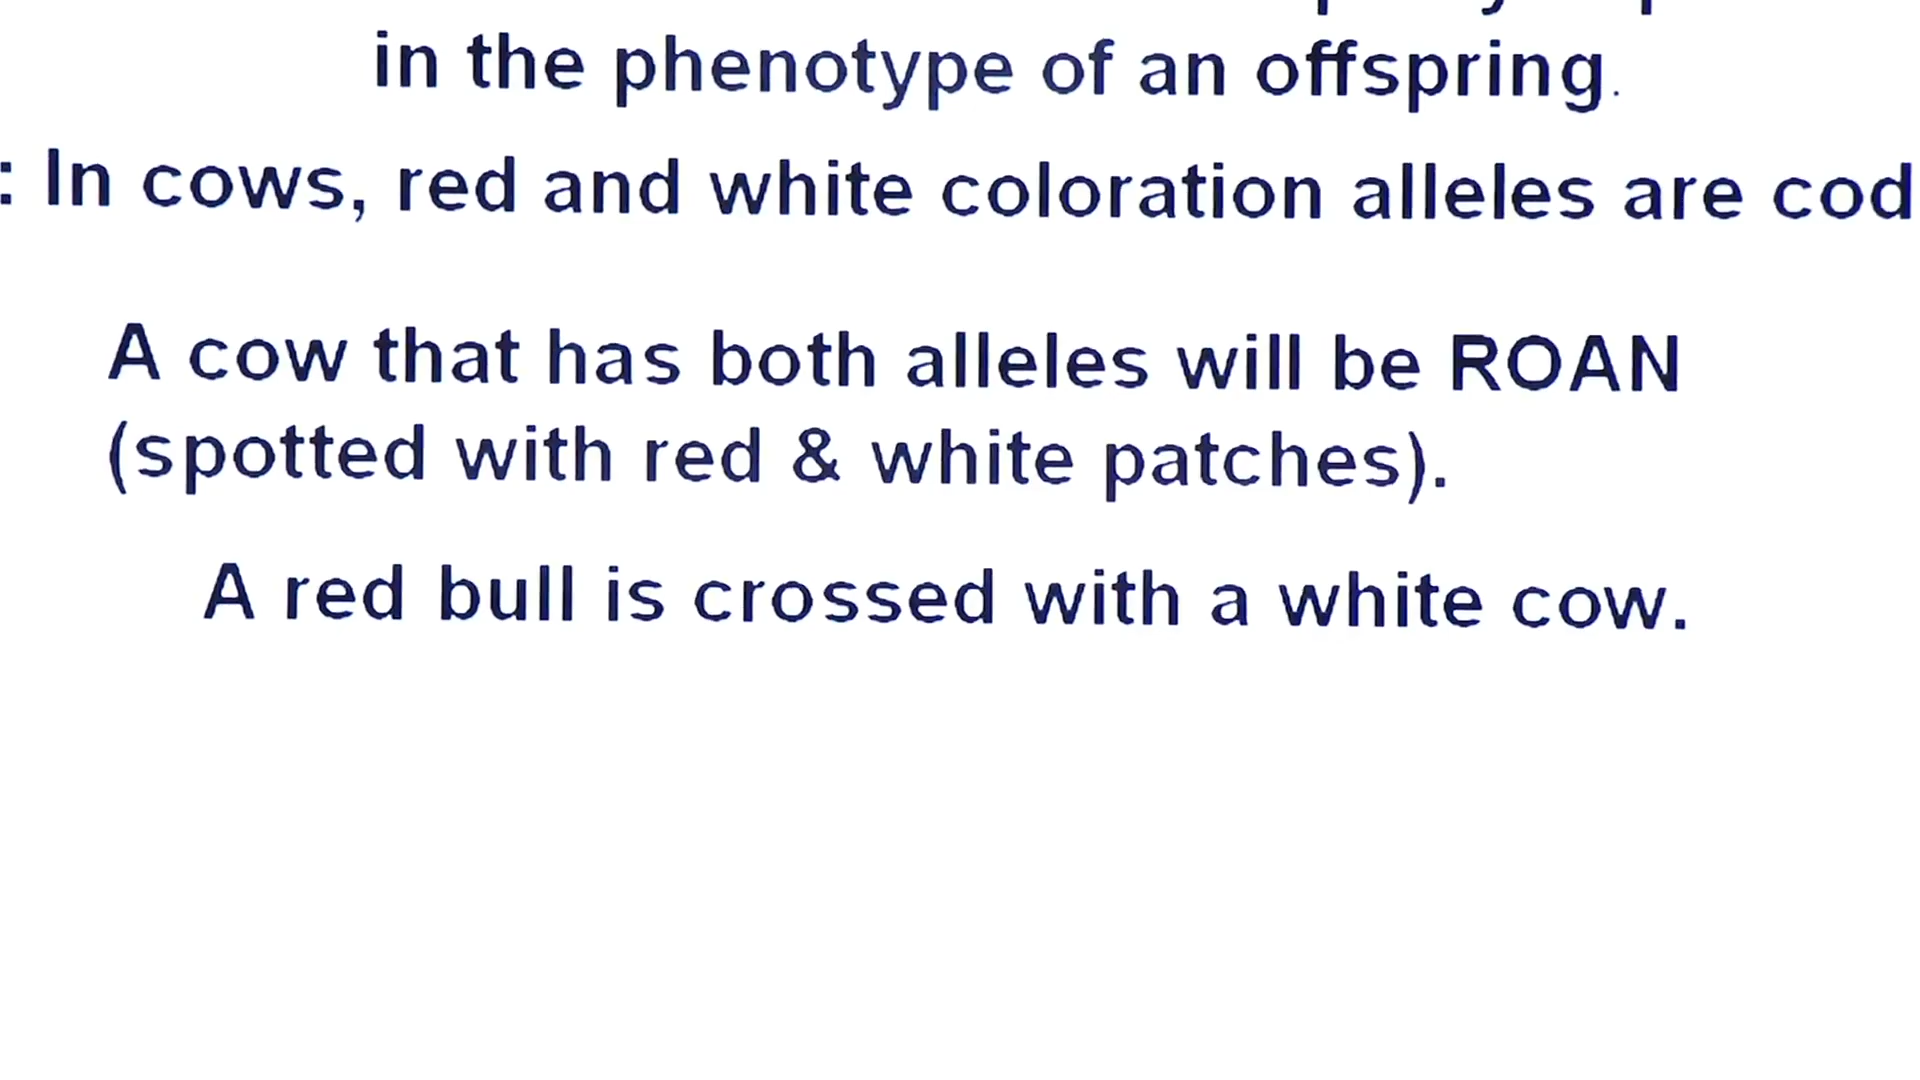 in the phenotype of an offspring.
: In cows, red and white coloration alleles are cod
A cow that has both alleles will be ROAN
(spotted with red & white patches).
A red bull is crossed with a white cow.